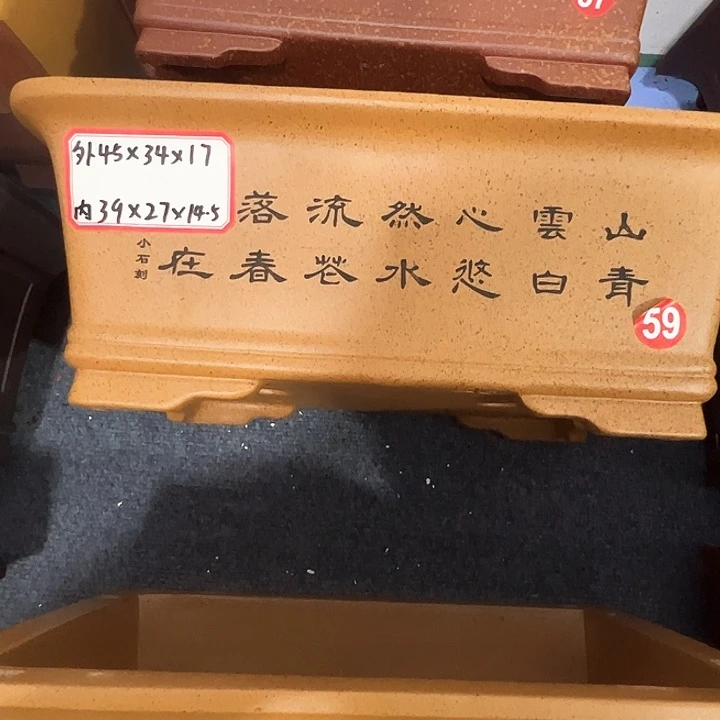 外45×34×17
内39×27×14.5
山青
雲白
心悠
然水
流花
落春
在
小石刻
59